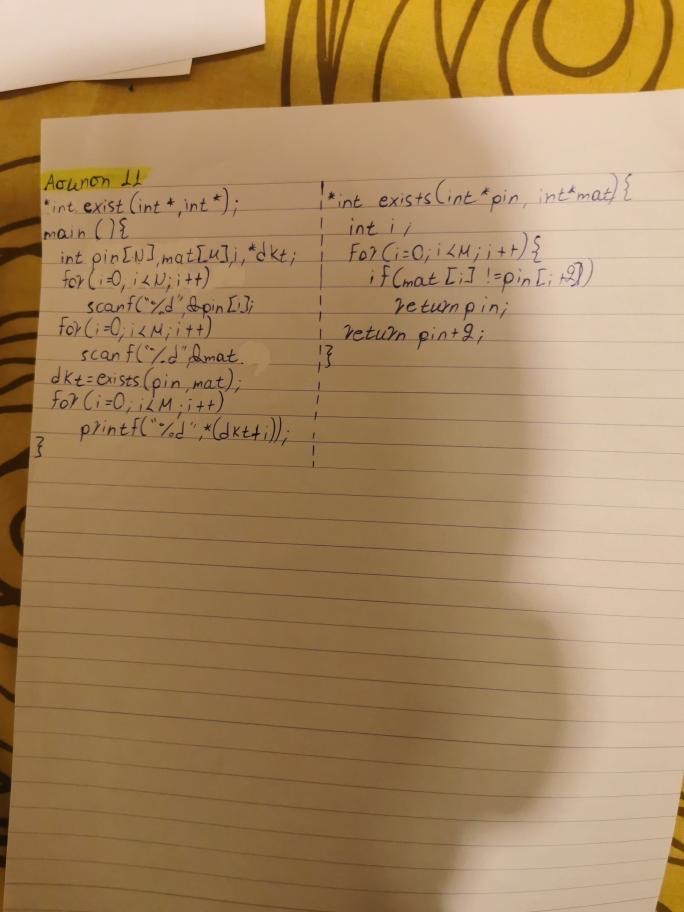 Άσκηση 11
*int exist (int*, int*);
main (){
int pin[N], mat[M], i, *dkt;
for (i=0, i<N; i++)
scanf("%d", &pin[i];
for (i=0; i<M; i++)
scanf("%d", &mat
dkt=exists (pin, mat);
for (i=0; i<M; i++)
printf("%d", *(dkt+i));
}
*int exists (int *pin, int*mat) {
int i;
for (i=0; i<M; i++) {
if (mat [i] != pin [i+2])
return pin;
return pin+2;
}